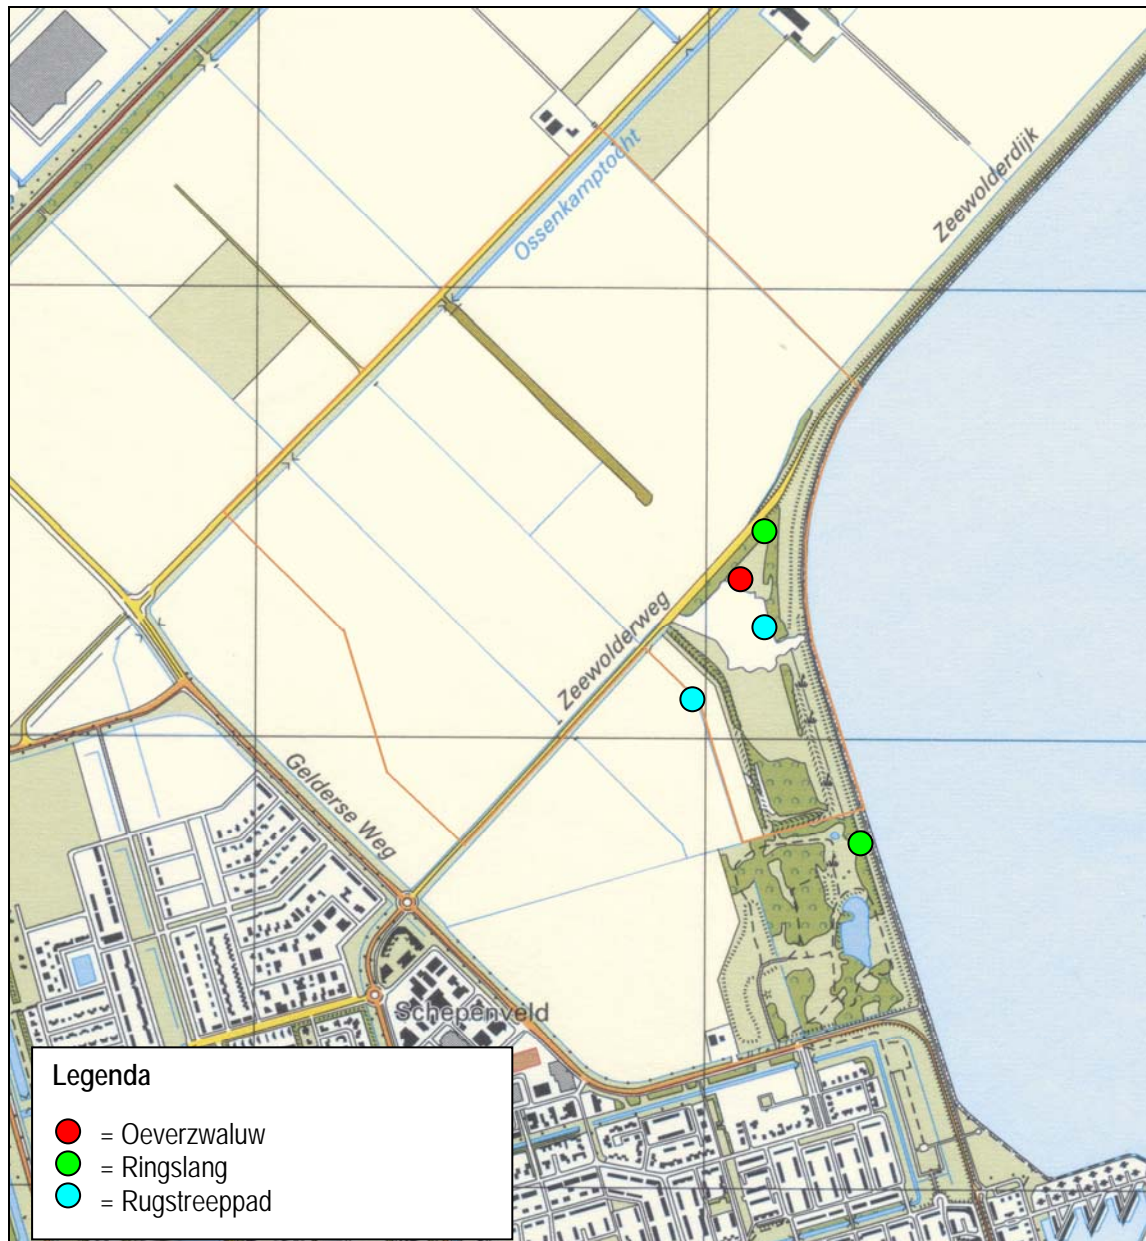 Ossenkamptocht
Zeewolderdijk
Zeewolderweg
Gelderse Weg
Schepenveld
Legenda
= Oeverzwaluw
= Ringslang
= Rugstreeppad